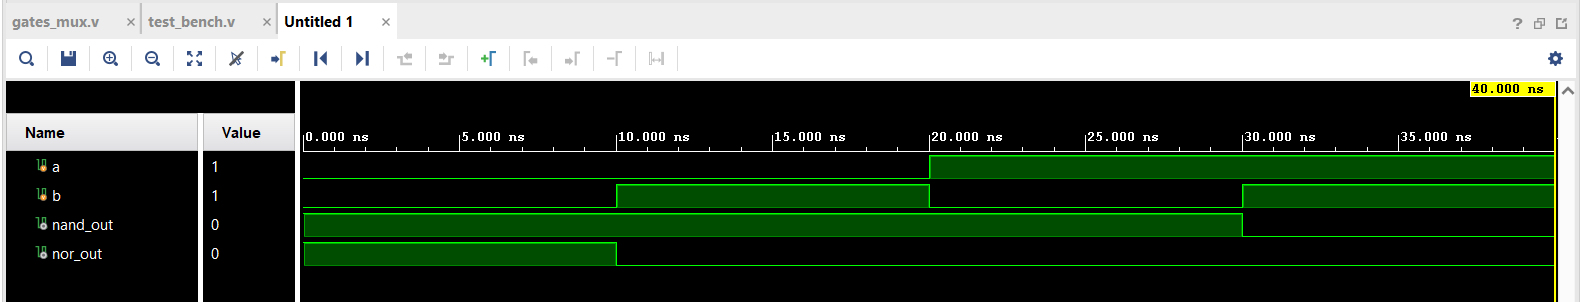 gates_mux.v × test_bench.v × Untitled 1 ×
?
40.000 ns
Name Value
0.000 ns 5.000 ns 10.000 ns 15.000 ns 20.000 ns 25.000 ns 30.000 ns 35.000 ns
a 1
b 1
nand_out 0
nor_out 0